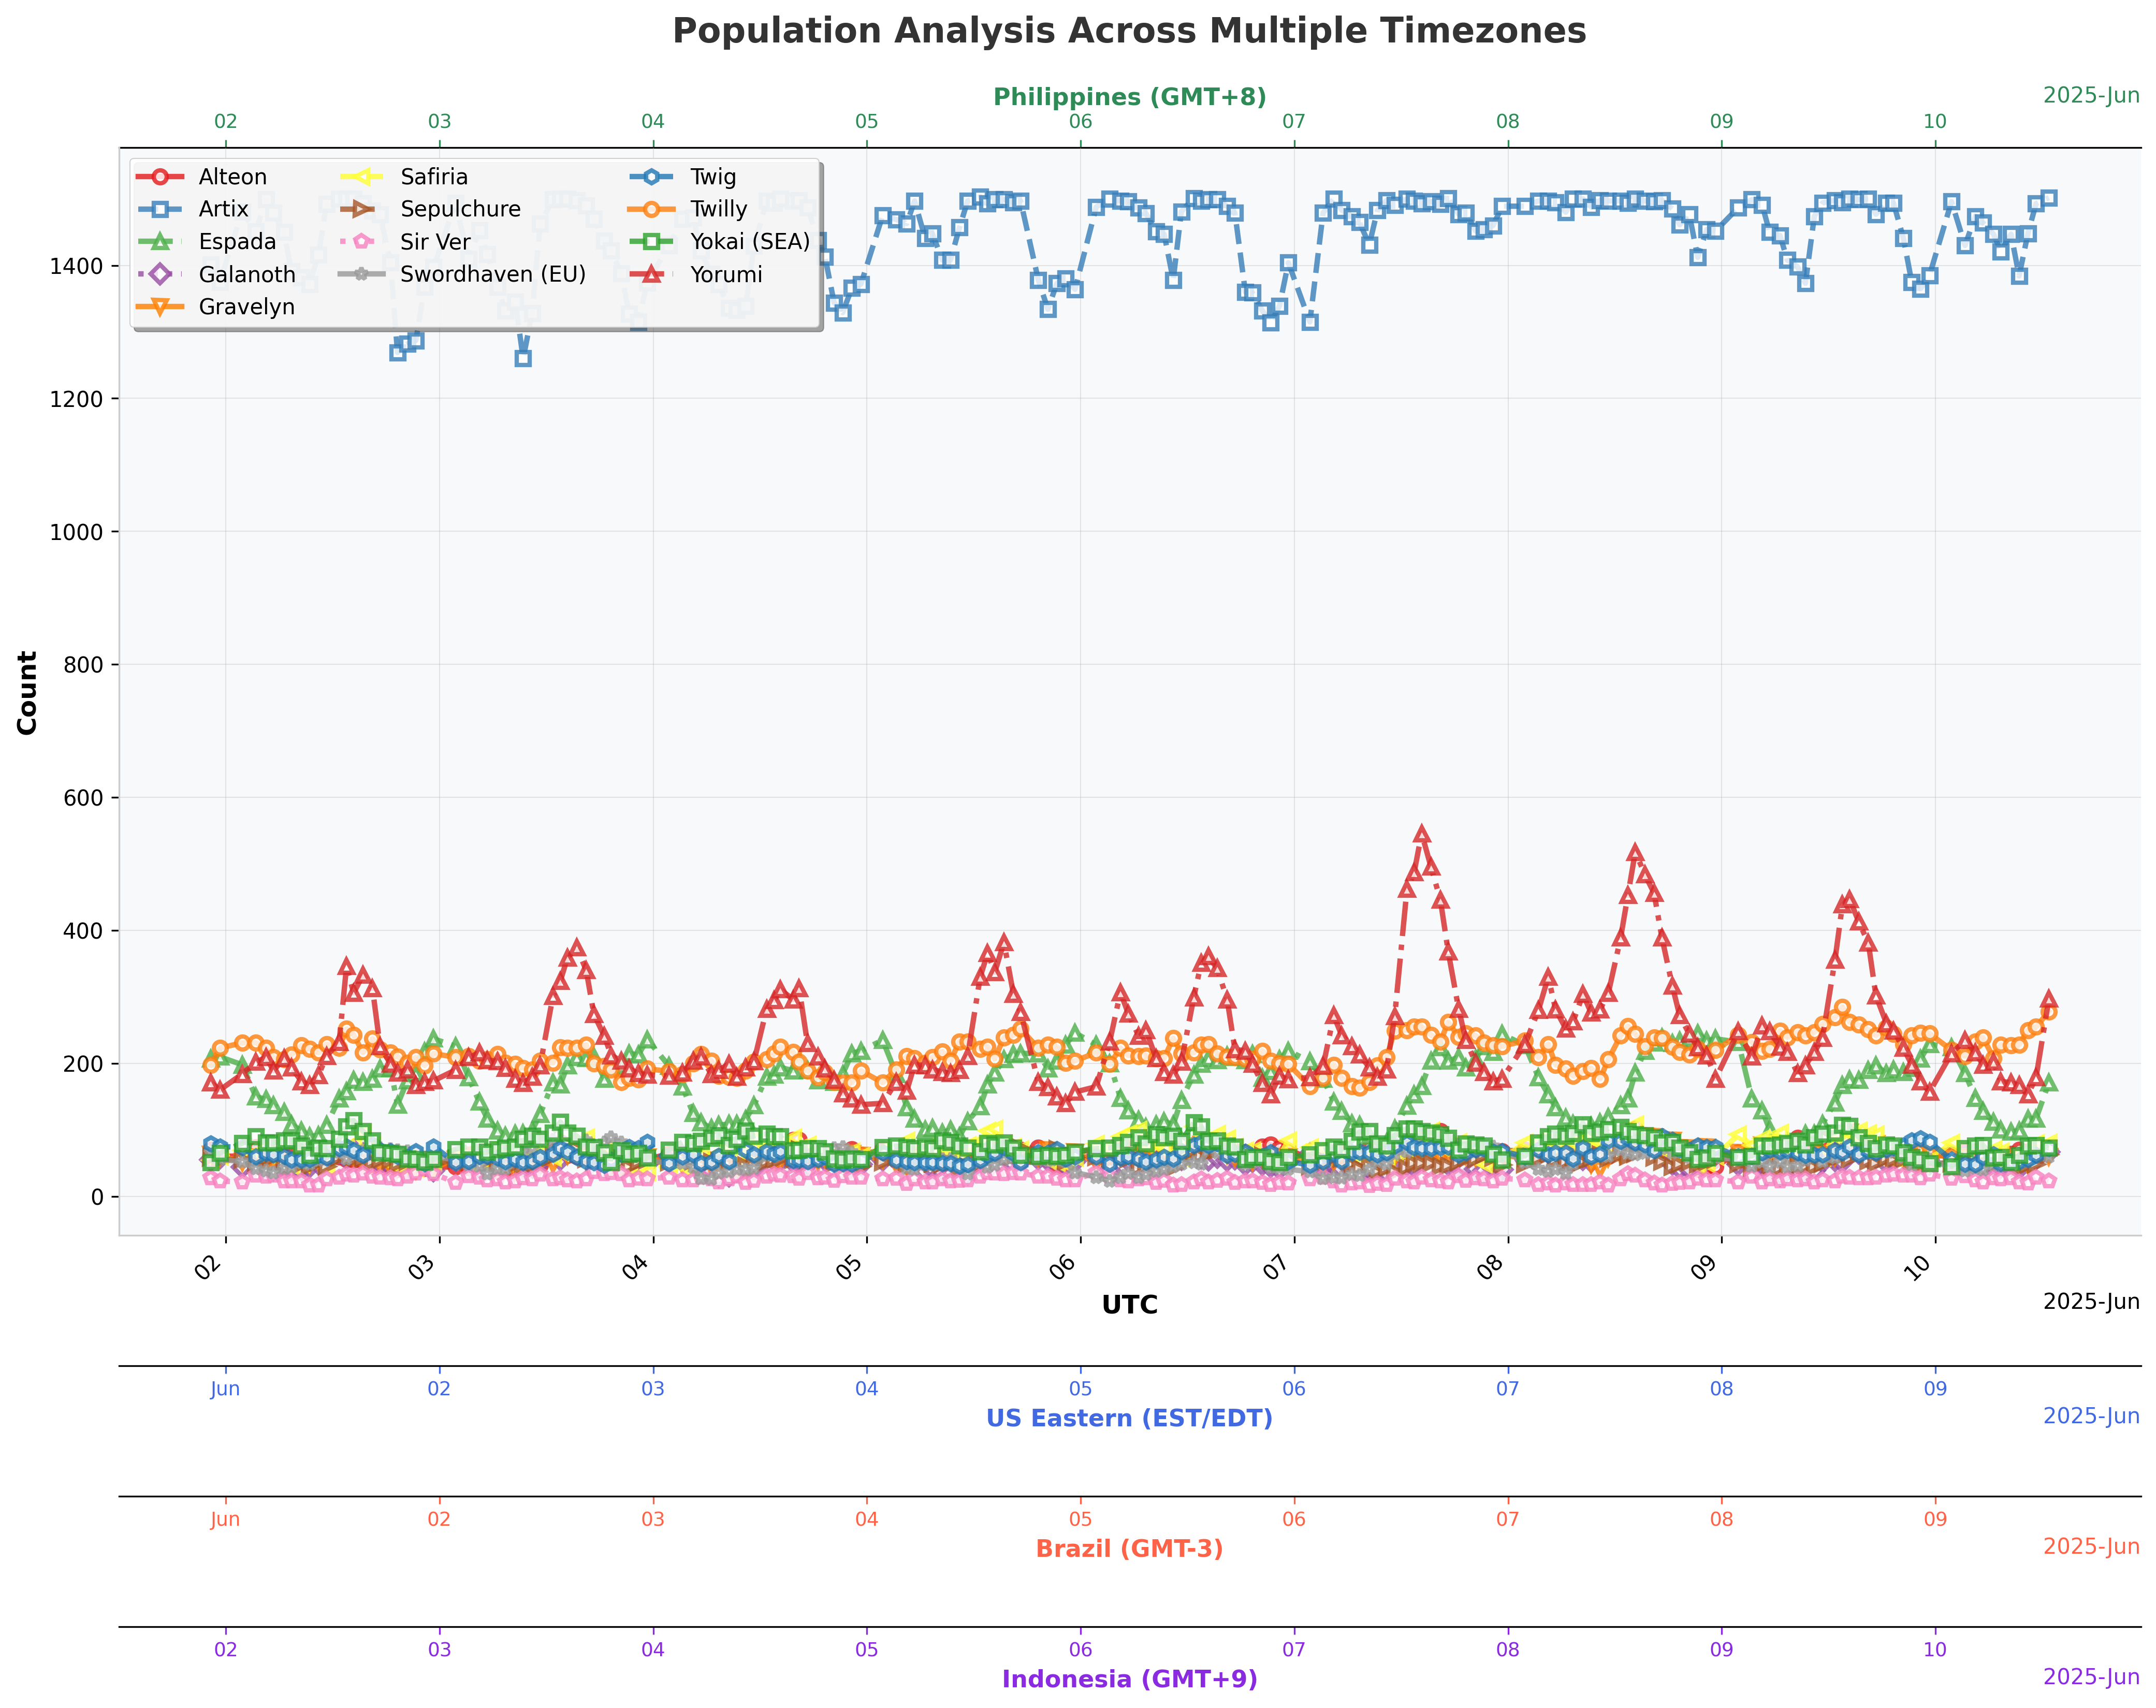 Population Analysis Across Multiple Timezones
Philippines (GMT+8)
2025-Jun
02 03 04 05 06 07 08 09 10
Alteon Safiria Twig
Artix Sepulchure Twilly
Espada Sir Ver Yokai (SEA)
Galanoth Swordhaven (EU) Yorumi
Gravelyn
1400
1200
1000
800
600
400
200
0
Count
02 03 04 05 06 07 08 09 10
UTC
2025-Jun
Jun 02 03 04 05 06 07 08 09
US Eastern (EST/EDT)
2025-Jun
Jun 02 03 04 05 06 07 08 09
Brazil (GMT-3)
2025-Jun
02 03 04 05 06 07 08 09 10
Indonesia (GMT+9)
2025-Jun